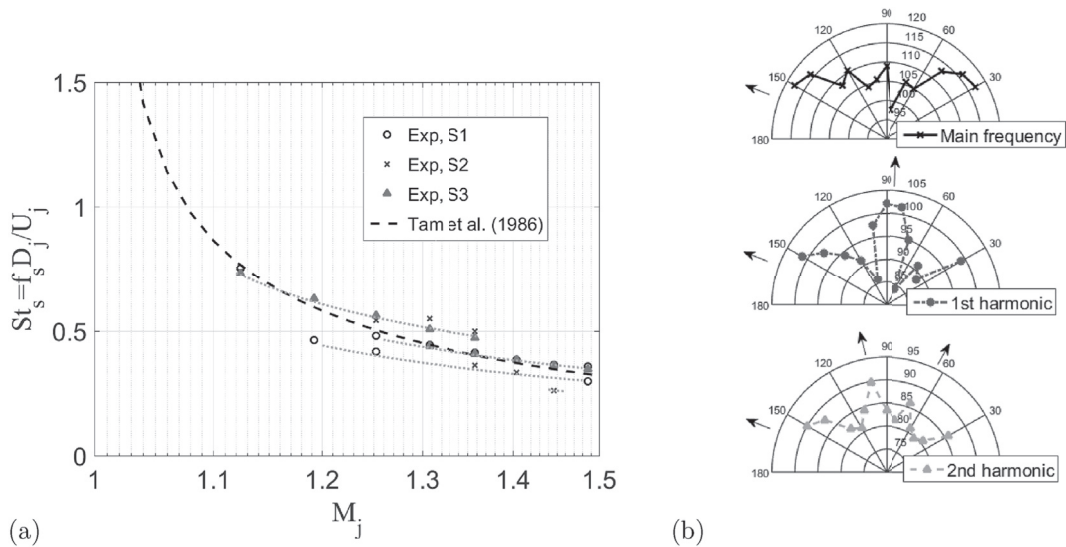 1.5
1
0.5
0
St_s=f_s D_j/U_j
1 1.1 1.2 1.3 1.4 1.5
M_j
Exp, S1
Exp, S2
Exp, S3
Tam et al. (1986)
(a)
90
120 120 60
115
110
150 105 30
100
95
180
Main frequency
90
120 105 60
100
95
150 90 30
85
180
1st harmonic
90
120 95 60
90
85
150 80 30
75
180
2nd harmonic
(b)